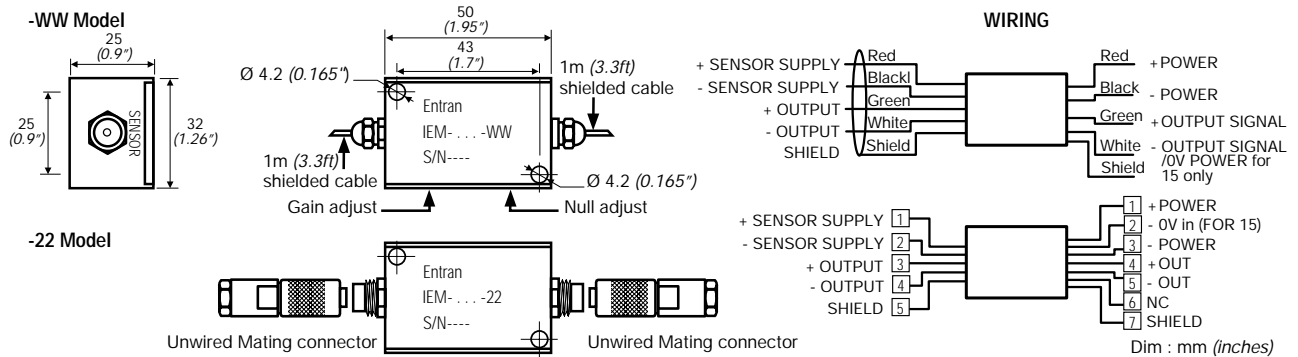 -WW Model
25
(0.9")
25
(0.9")
SENSOR
32
(1.26")
50
(1.95")
43
(1.7")
Ø 4.2 (0.165")
1m (3.3ft)
shielded cable
Entran
IEM- . . . -WW
S/N----
1m (3.3ft)
shielded cable
Ø 4.2 (0.165")
Gain adjust
Null adjust
-22 Model
Entran
IEM- . . . -22
S/N----
Unwired Mating connector
Unwired Mating connector
WIRING
+ SENSOR SUPPLY Red
- SENSOR SUPPLY Blackl
+ OUTPUT Green
- OUTPUT White
SHIELD Shield
Red + POWER
Black - POWER
Green + OUTPUT SIGNAL
White - OUTPUT SIGNAL
/0V POWER for
15 only
Shield
+ SENSOR SUPPLY 1
- SENSOR SUPPLY 2
+ OUTPUT 3
- OUTPUT 4
SHIELD 5
1 + POWER
2 - 0V in (FOR 15)
3 - POWER
4 + OUT
5 - OUT
6 NC
7 SHIELD
Dim : mm (inches)